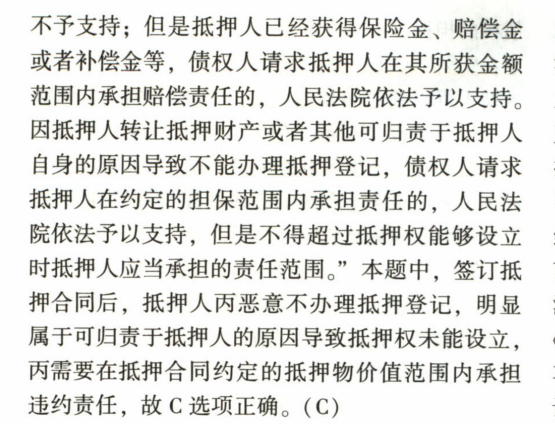 不予支持；但是抵押人已经获得保险金、赔偿金
或者补偿金等，债权人请求抵押人在其所获金额
范围内承担赔偿责任的，人民法院依法予以支持。
因抵押人转让抵押财产或者其他可归责于抵押人
自身的原因导致不能办理抵押登记，债权人请求
抵押人在约定的担保范围内承担责任的，人民法
院依法予以支持，但是不得超过抵押权能够设立
时抵押人应当承担的责任范围。”本题中，签订抵
押合同后，抵押人丙恶意不办理抵押登记，明显
属于可归责于抵押人的原因导致抵押权未能设立，
丙需要在抵押合同约定的抵押物价值范围内承担
违约责任，故 C 选项正确。（C）